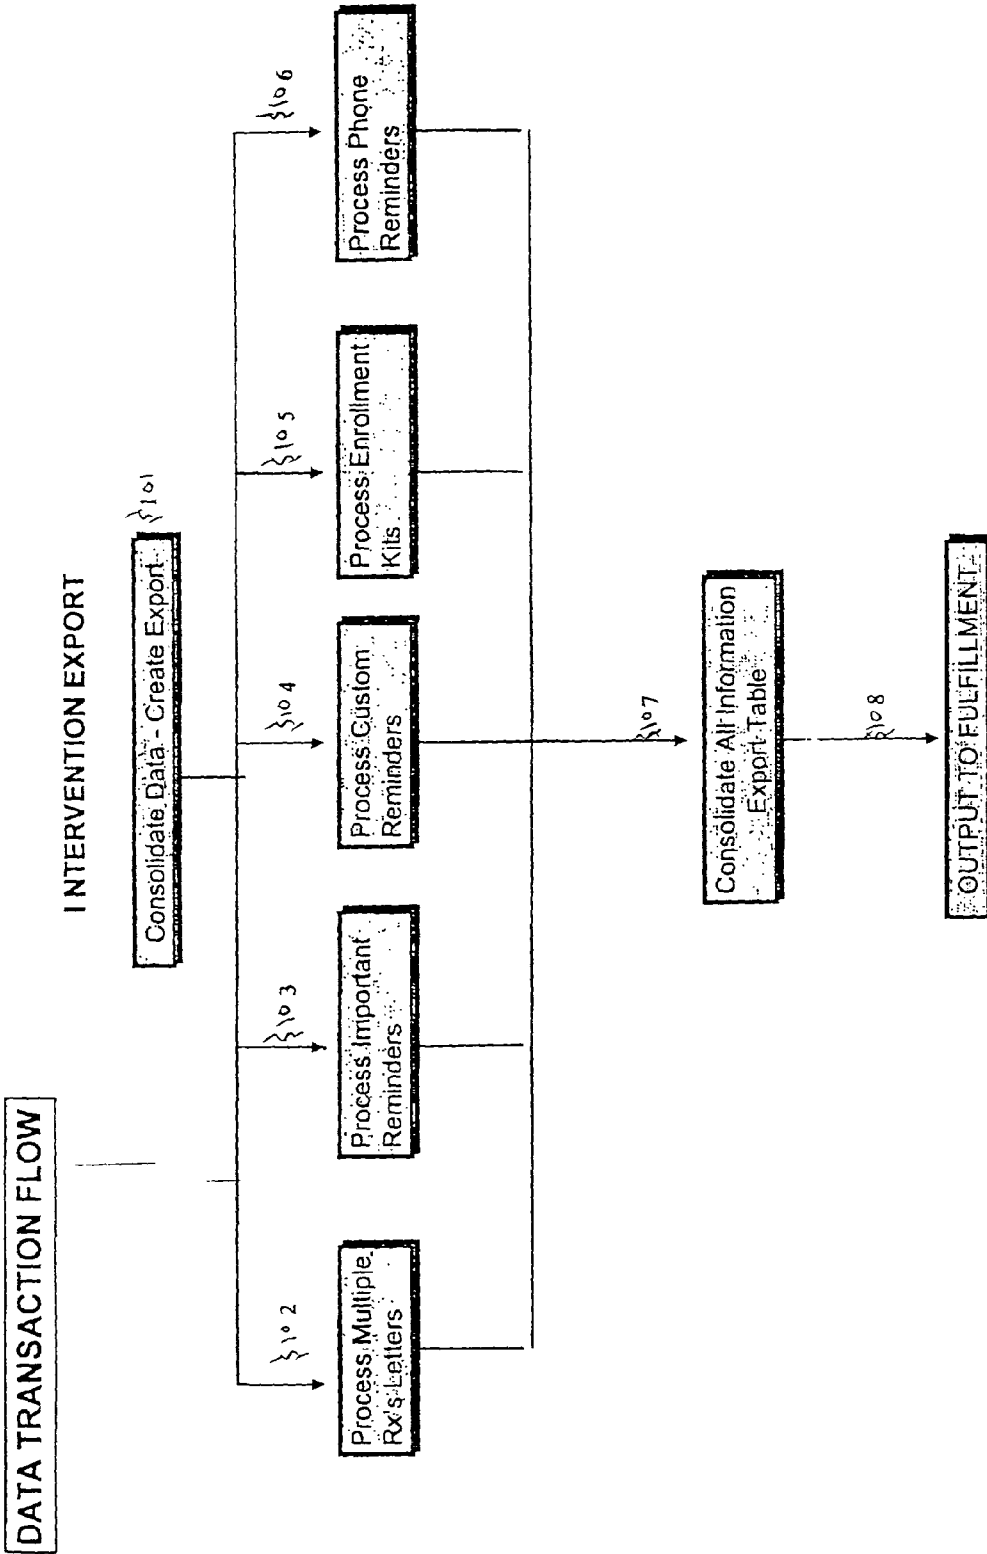 DATA TRANSACTION FLOW
INTERVENTION EXPORT
Consolidate Data - Create Export
101
102
103
104
105
106
Process Multiple
Rx's Letters
Process Important
Reminders
Process Custom
Reminders
Process Enrollment
Kits
Process Phone
Reminders
107
Consolidate All Information
Export Table
108
OUTPUT TO FULFILLMENT